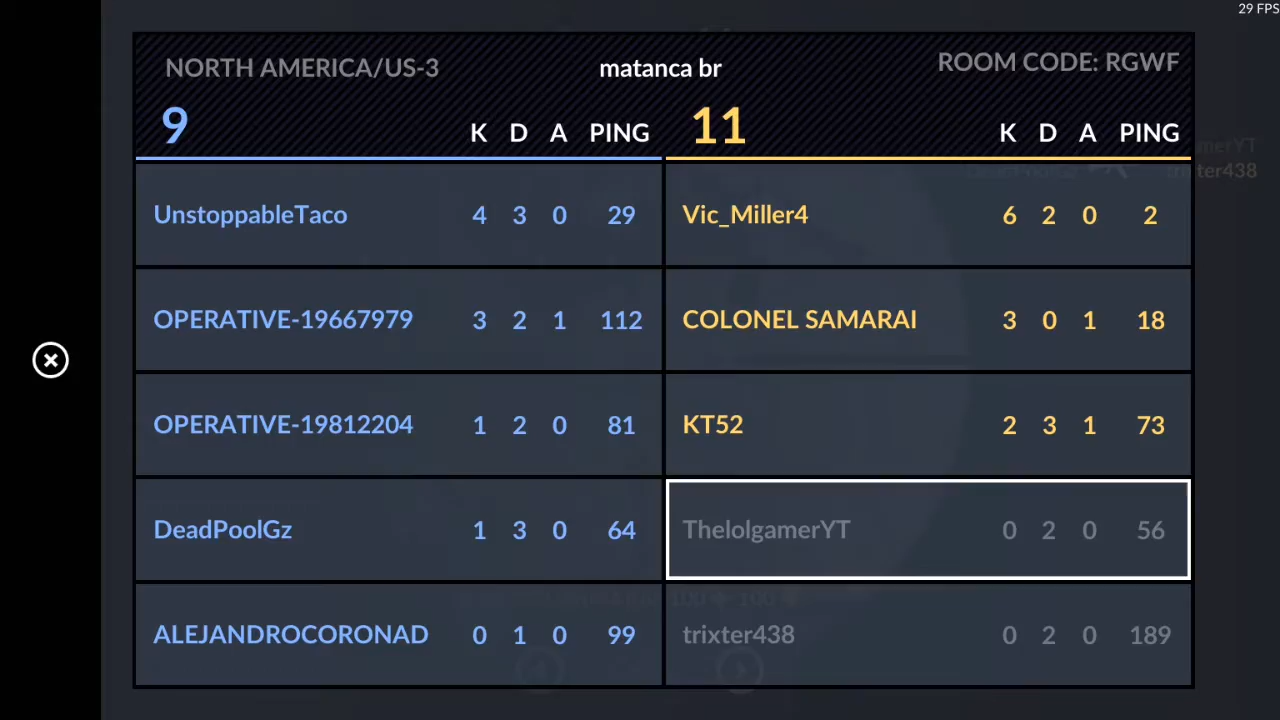 29 FPS
NORTH AMERICA/US-3 matanca br ROOM CODE: RGWF
9 K D A PING 11 K D A PING
UnstoppableTaco 4 3 0 29 Vic_Miller4 6 2 0 2
OPERATIVE-19667979 3 2 1 112 COLONEL SAMARAI 3 0 1 18
OPERATIVE-19812204 1 2 0 81 KT52 2 3 1 73
DeadPoolGz 1 3 0 64 ThelolgamerYT 0 2 0 56
ALEJANDROCORONAD 0 1 0 99 trixter438 0 2 0 189